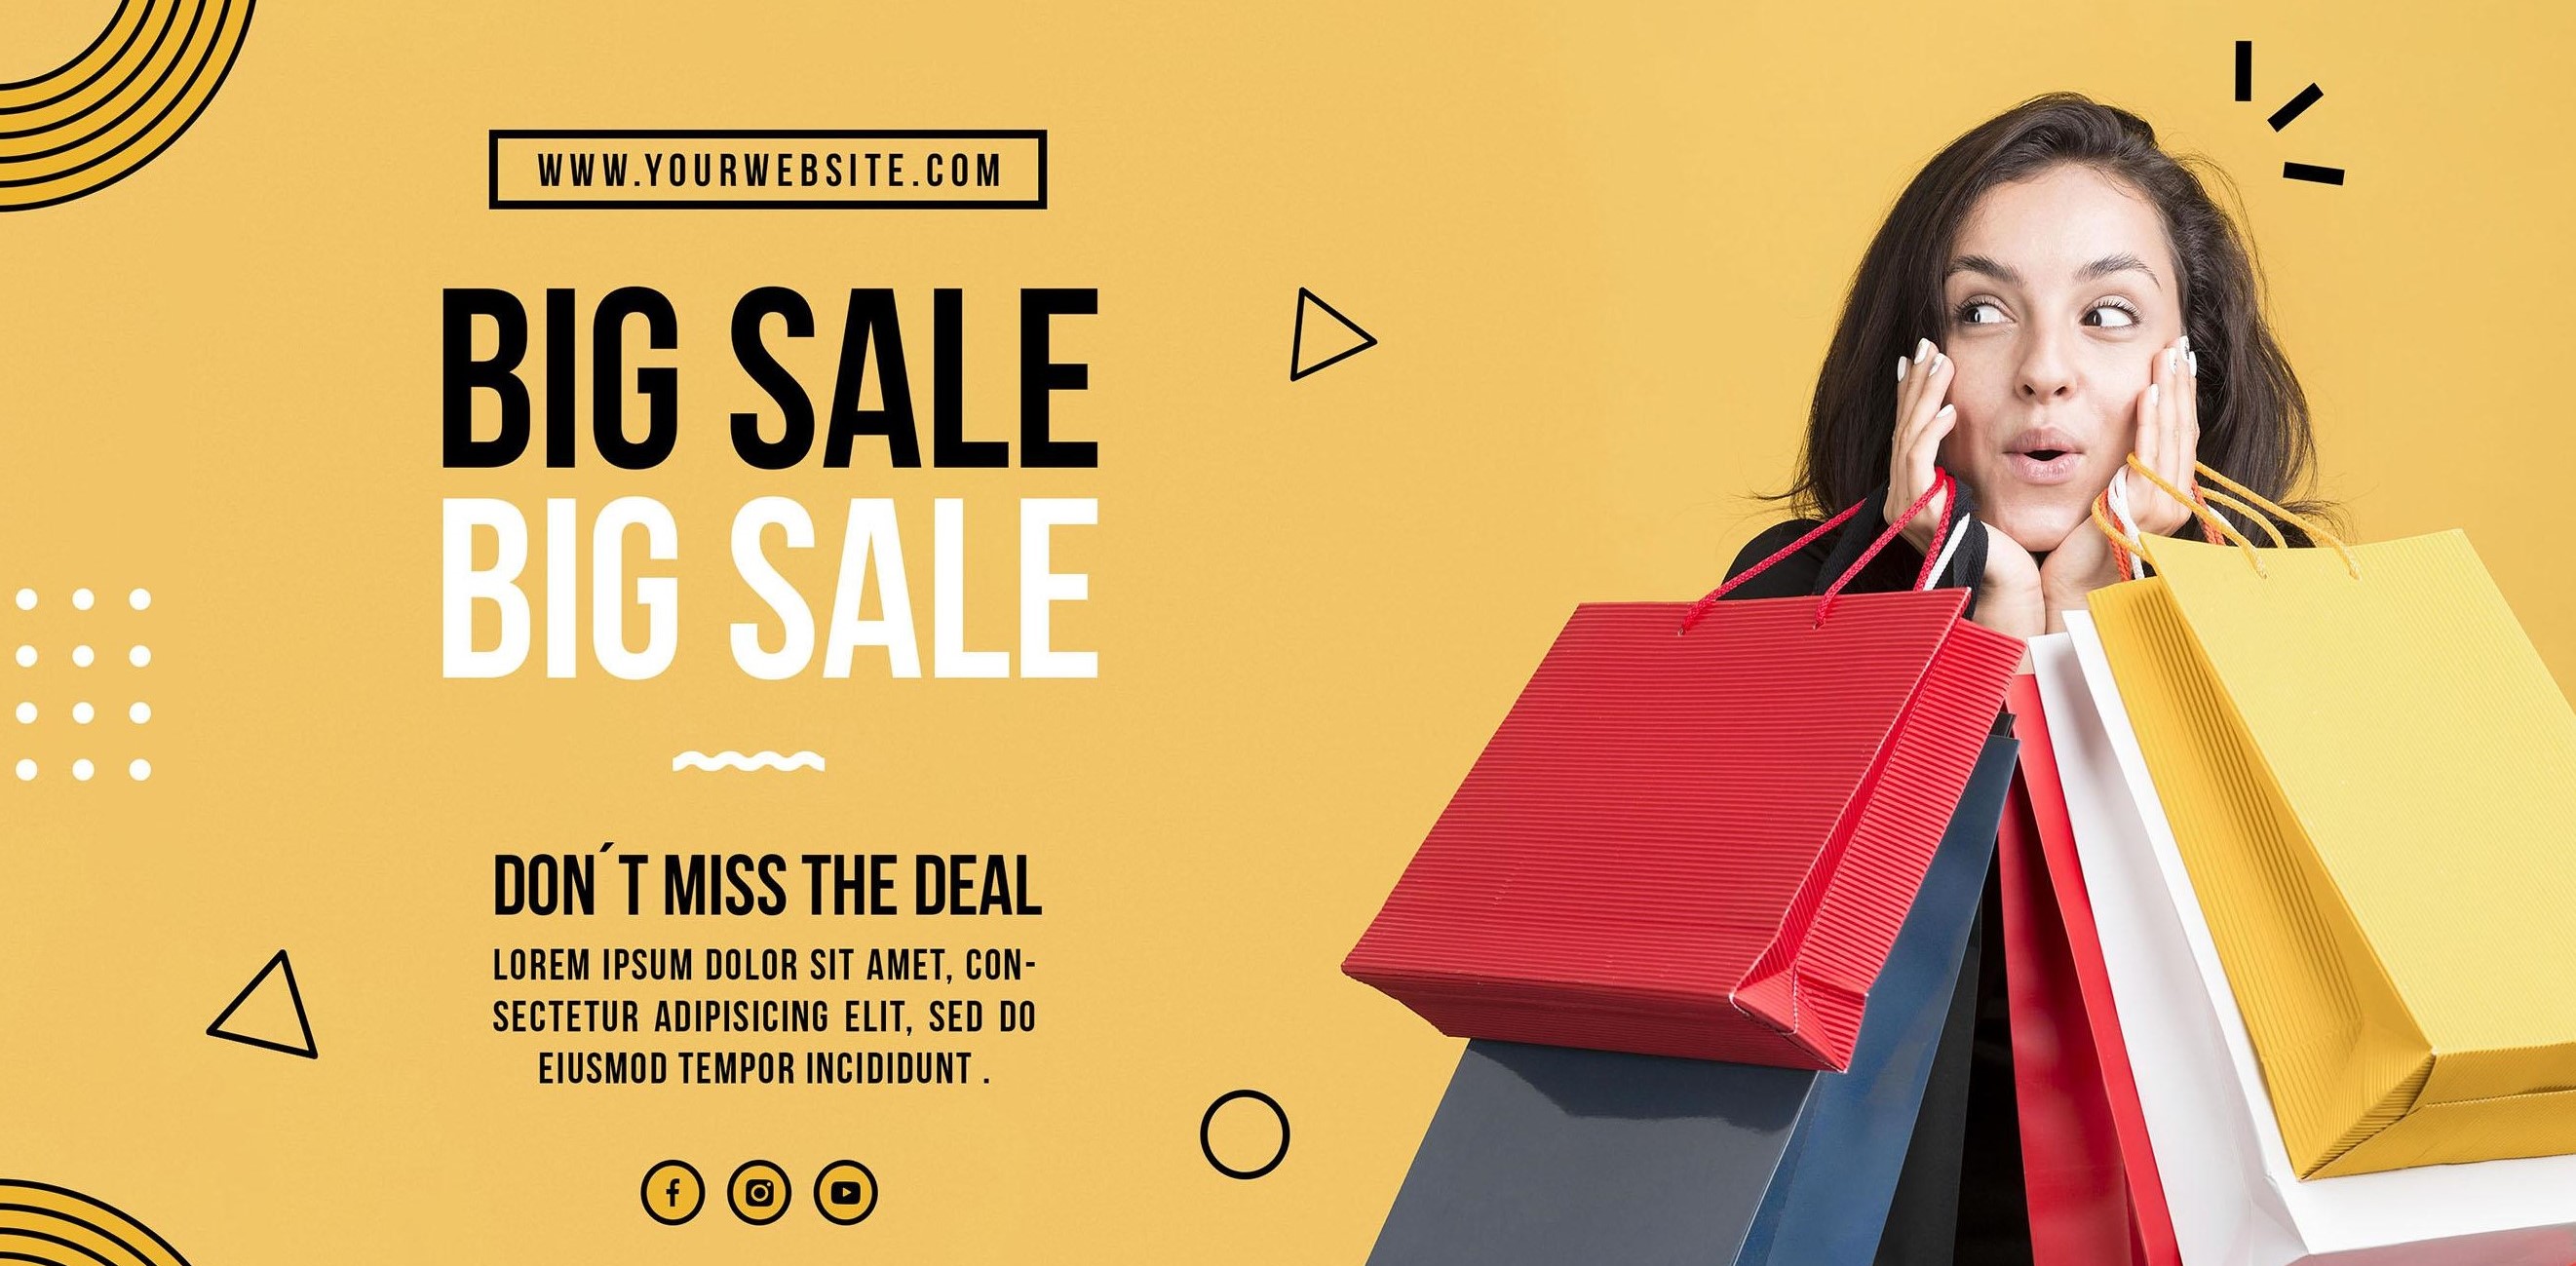 WWW.YOURWEBSITE.COM
BIG SALE
BIG SALE
DON´T MISS THE DEAL
LOREM IPSUM DOLOR SIT AMET, CON-
SECTETUR ADIPISICING ELIT, SED DO
EIUSMOD TEMPOR INCIDIDUNT .